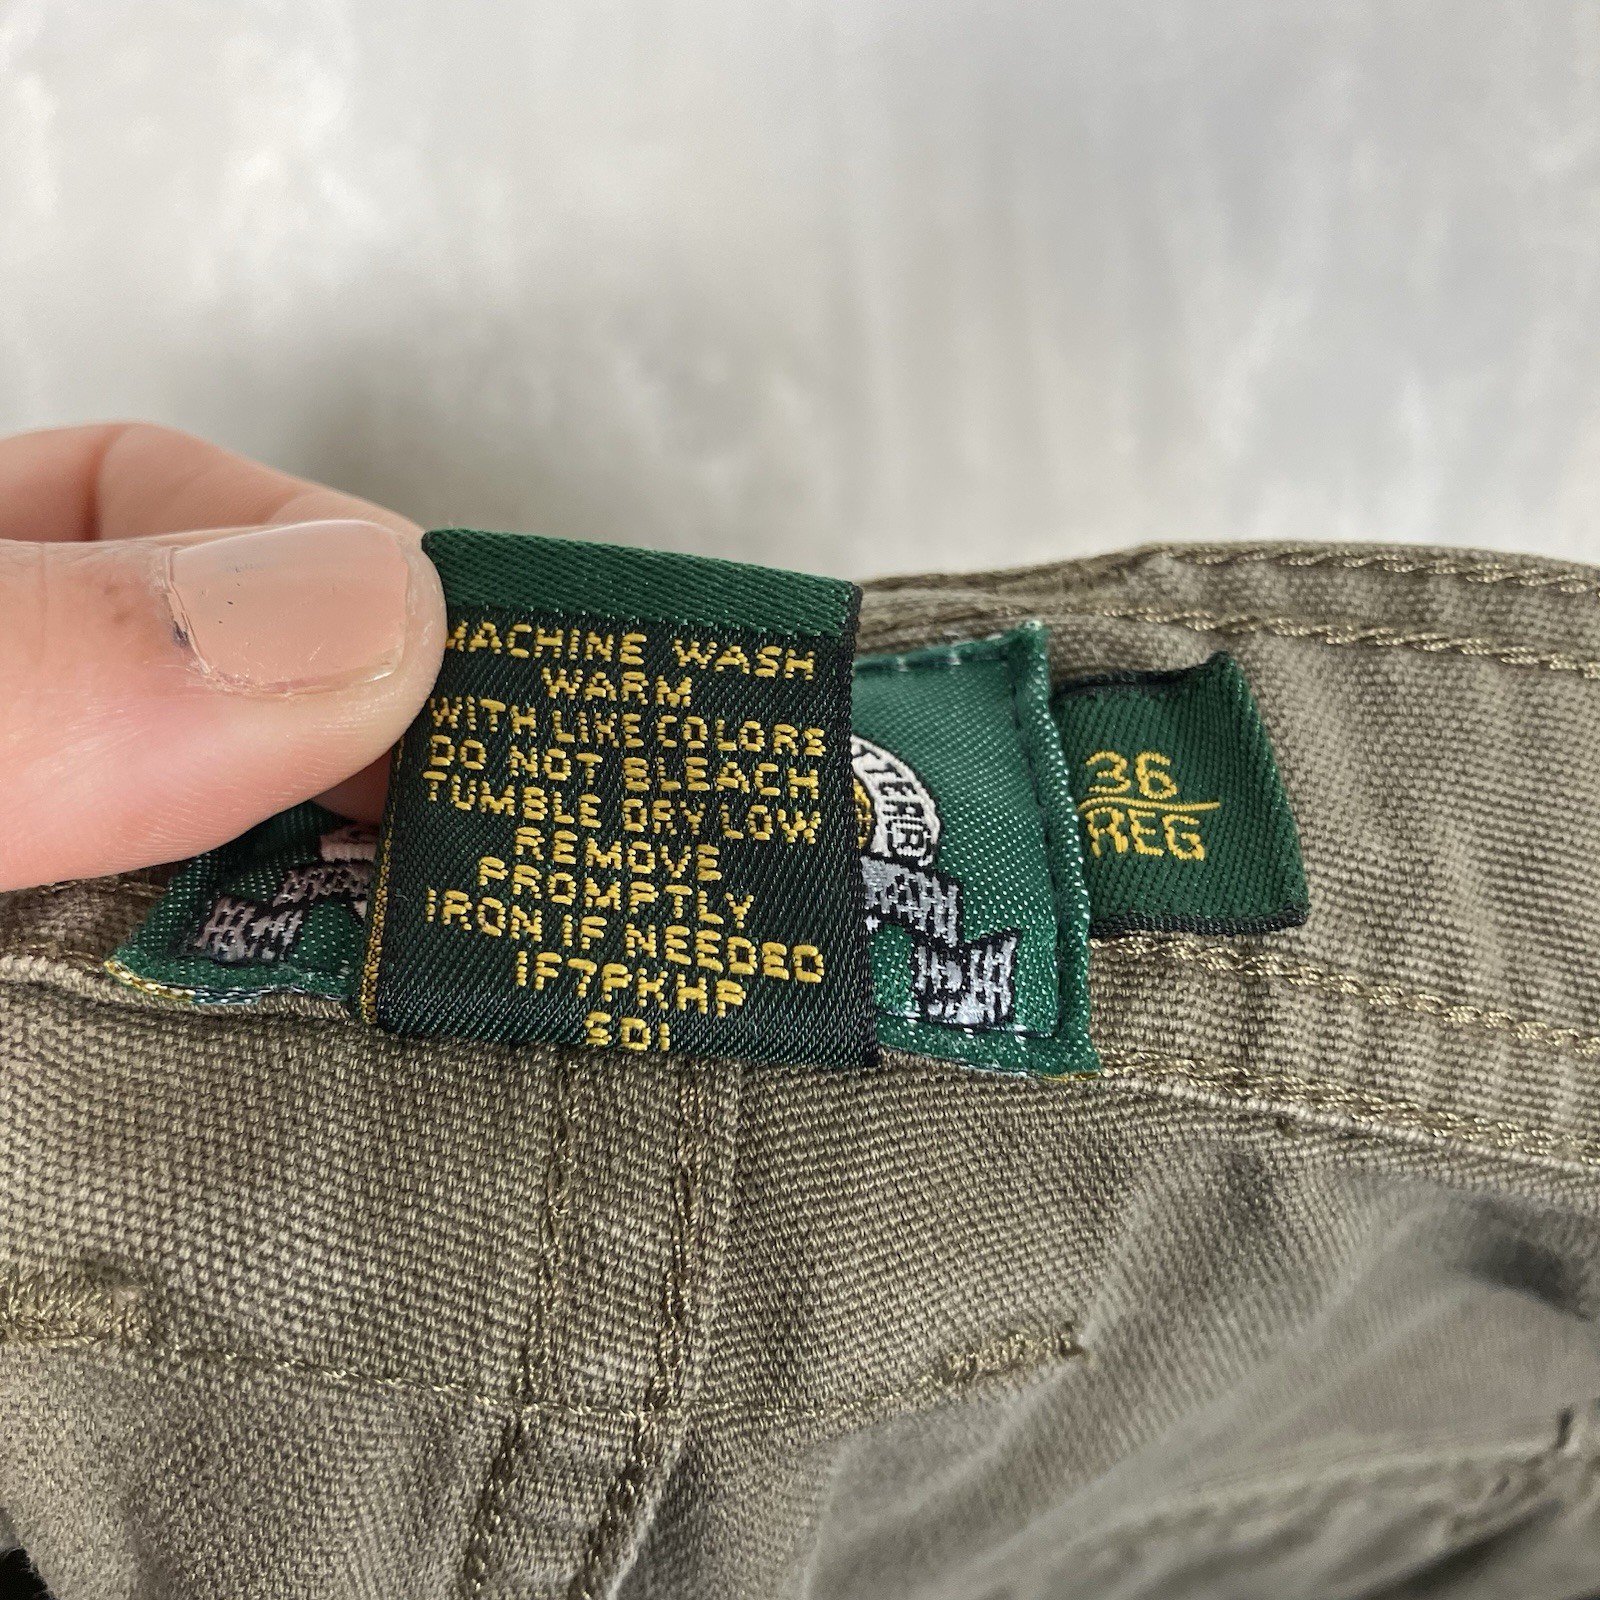 MACHINE WASH
WARM
WITH LIKE COLORS
DO NOT BLEACH
TUMBLE DRY LOW
REMOVE
PROMPTLY
IRON IF NEEDED
IF7PKHP
SDI
36
REG